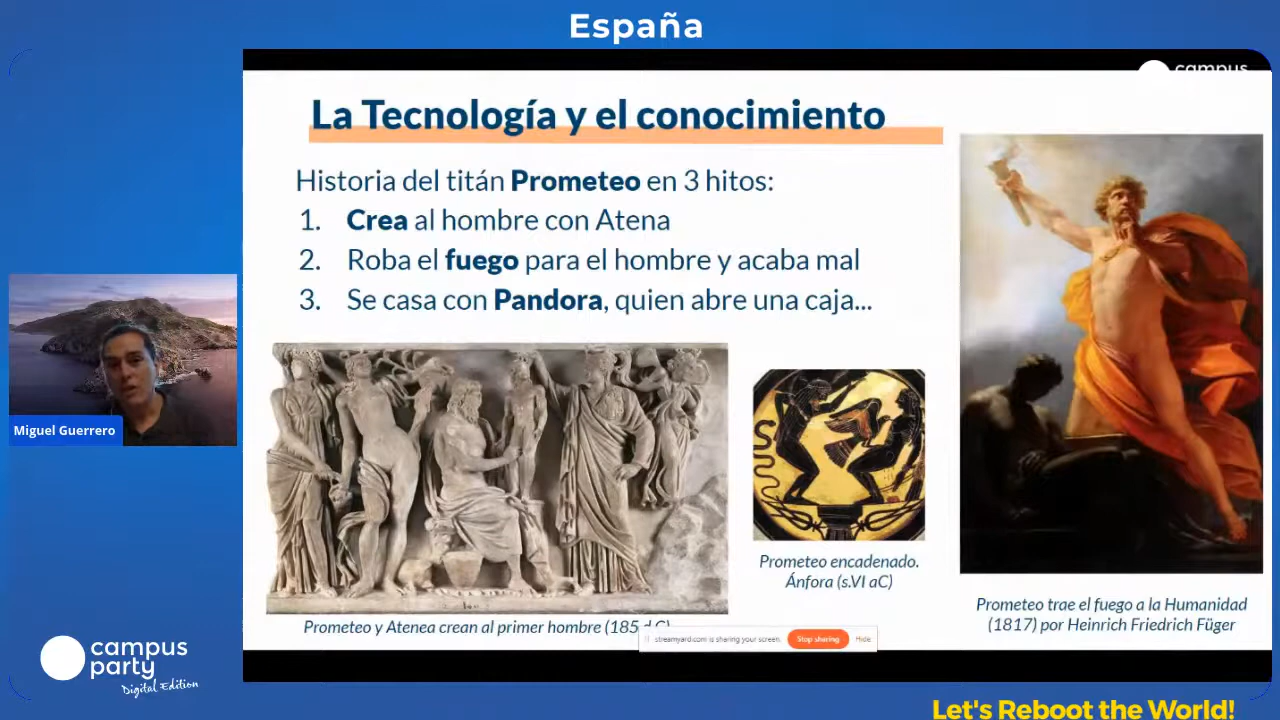 España
campus
La Tecnología y el conocimiento
Historia del titán Prometeo en 3 hitos:
1. Crea al hombre con Atena
2. Roba el fuego para el hombre y acaba mal
3. Se casa con Pandora, quien abre una caja...
Miguel Guerrero
Prometeo encadenado.
Ánfora (s.VI aC)
Prometeo trae el fuego a la Humanidad
(1817) por Heinrich Friedrich Füger
Prometeo y Atenea crean al primer hombre (185 d.C)
streamyard.com is sharing your screen. Stop sharing Hide
campus
party
Digital Edition
Let's Reboot the World!